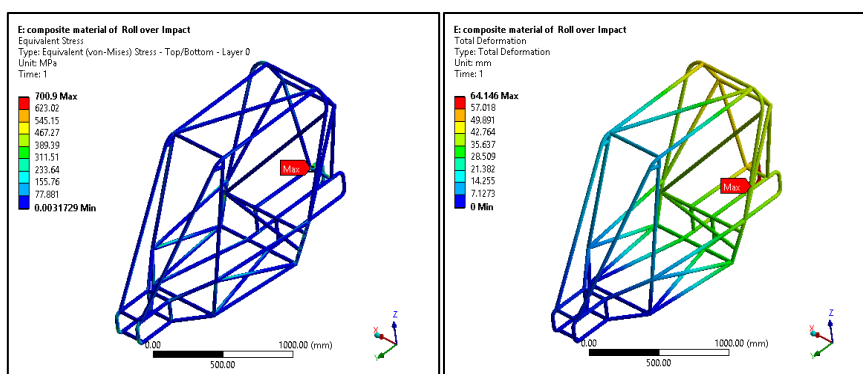 E: composite material of Roll over Impact
Equivalent Stress
Type: Equivalent (von-Mises) Stress - Top/Bottom - Layer 0
Unit: MPa
Time: 1
700.9 Max
623.02
545.15
467.27
389.39
311.51
233.64
155.76
77.881
0.0031729 Min
Max
Z
X
Y
0.00
1000.00 (mm)
500.00
E: composite material of Roll over Impact
Total Deformation
Type: Total Deformation
Unit: mm
Time: 1
64.146 Max
57.018
49.891
42.764
35.637
28.509
21.382
14.255
7.1273
0 Min
Max
Z
X
Y
0.00
1000.00 (mm)
500.00